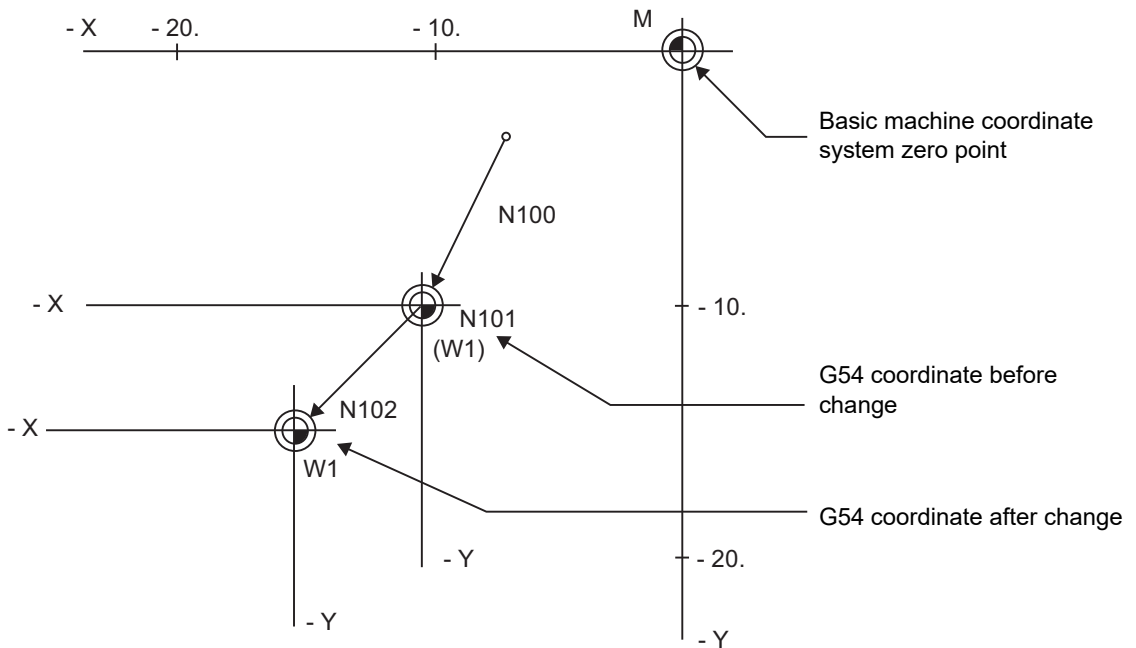 - X
- 20.
- 10.
M
Basic machine coordinate
system zero point
N100
- X
- 10.
N101
(W1)
G54 coordinate before
change
- X
N102
W1
G54 coordinate after change
- Y
- 20.
- Y
- Y